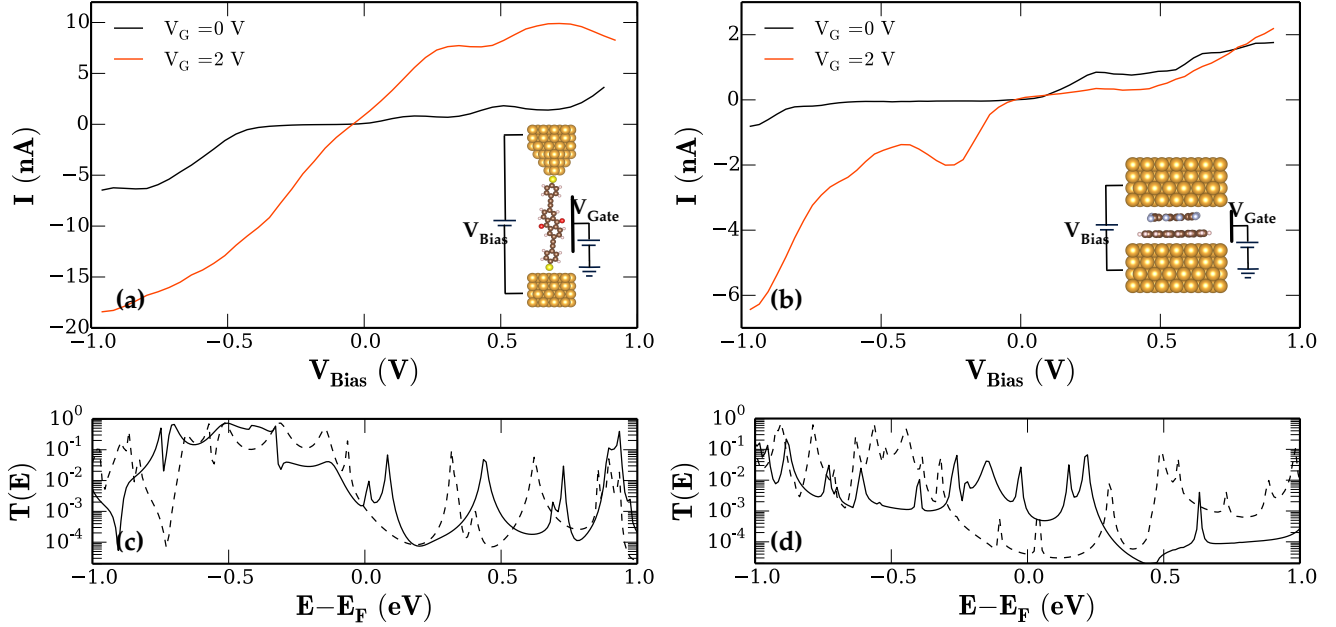 V_G =0 V
V_G =2 V
I (nA)
10
5
0
−5
−10
−15
−20
V_Bias
V_Gate
(a)
−1.0 −0.5 0.0 0.5 1.0
V_Bias (V)
V_G =0 V
V_G =2 V
I (nA)
2
0
−2
−4
−6
V_Bias
V_Gate
(b)
−1.0 −0.5 0.0 0.5 1.0
V_Bias (V)
T(E)
10^0
10^-1
10^-2
10^-3
10^-4
(c)
−1.0 −0.5 0.0 0.5 1.0
E−E_F (eV)
T(E)
10^0
10^-1
10^-2
10^-3
10^-4
(d)
−1.0 −0.5 0.0 0.5 1.0
E−E_F (eV)